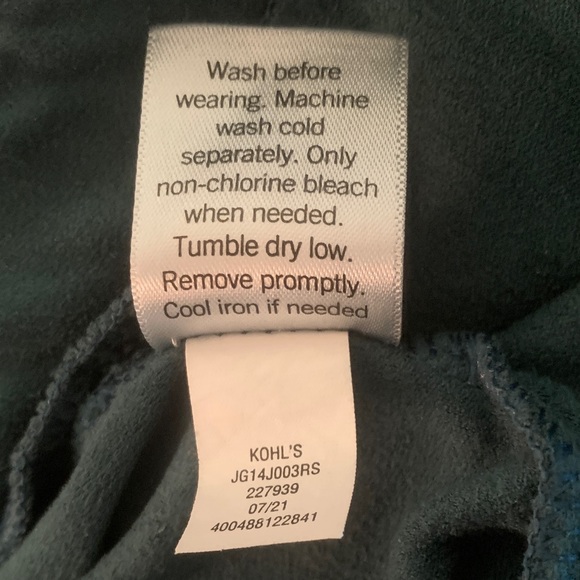 Wash before
wearing. Machine
wash cold
separately. Only
non-chlorine bleach
when needed.
Tumble dry low.
Remove promptly.
Cool iron if needed
KOHL'S
JG14J003RS
227939
07/21
400488122841